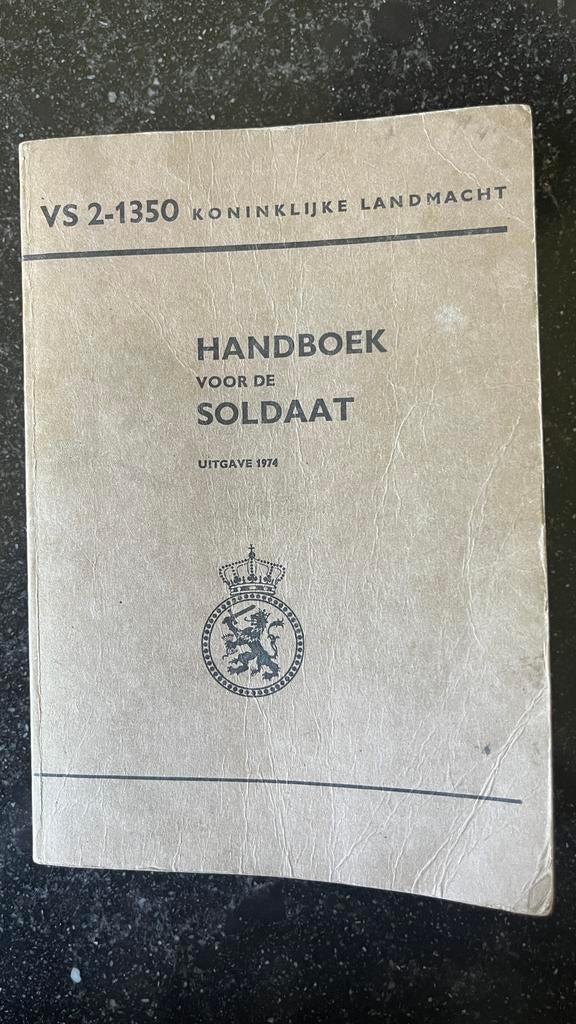 VS 2-1350 KONINKLIJKE LANDMACHT
HANDBOEK
VOOR DE
SOLDAAT
UITGAVE 1974